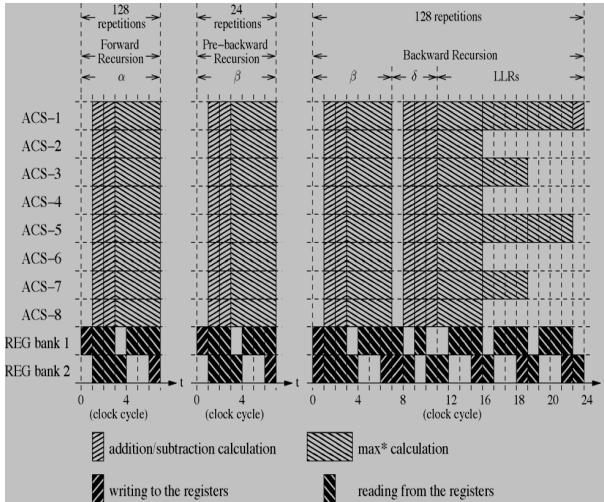 128 repetitions
24 repetitions
128 repetitions
Forward Recursion
Pre-backward Recursion
Backward Recursion
α
β
β
δ
LLRs
ACS-1
ACS-2
ACS-3
ACS-4
ACS-5
ACS-6
ACS-7
ACS-8
REG bank 1
REG bank 2
t
t
t
0 4 7
0 4 7
0 4 8 12 16 20 24
(clock cycle)
(clock cycle)
(clock cycle)
addition/subtraction calculation
max* calculation
writing to the registers
reading from the registers